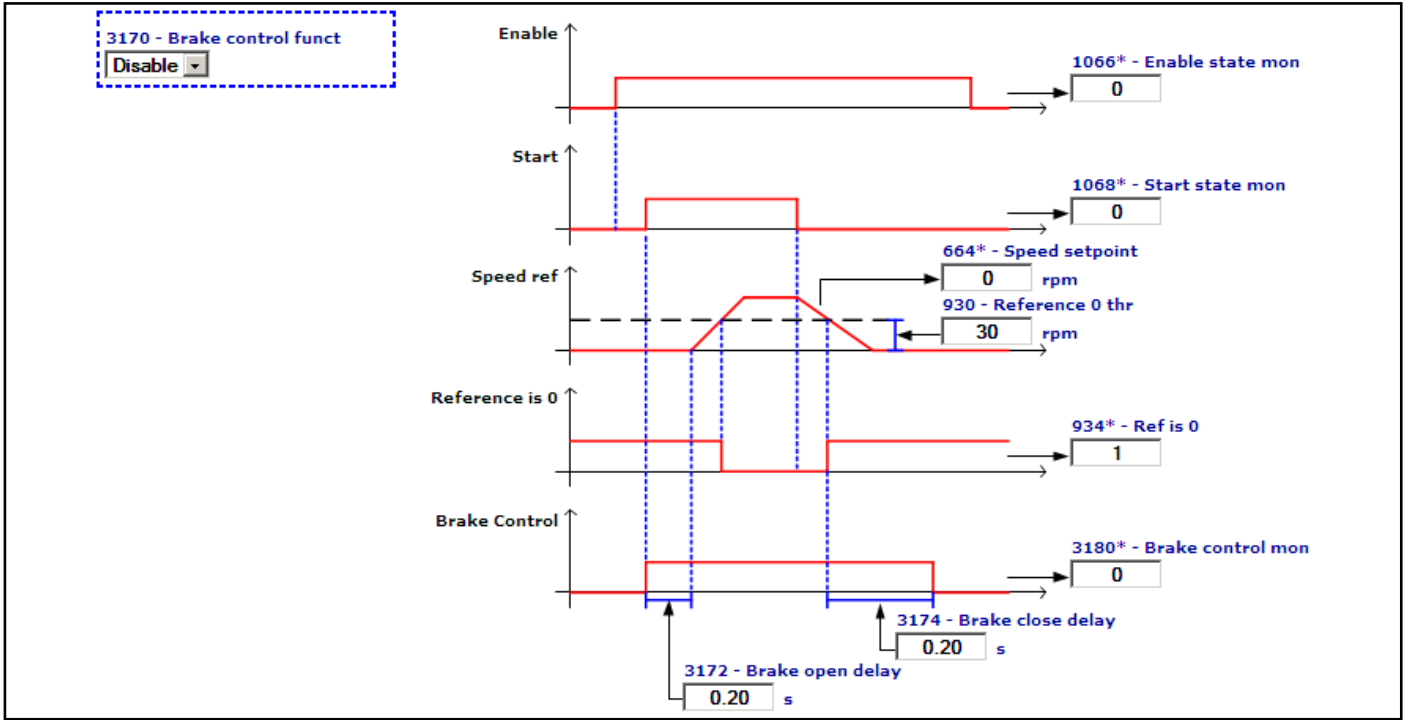 3170 - Brake control funct
Disable
Enable
1066* - Enable state mon
0
Start
1068* - Start state mon
0
Speed ref
664* - Speed setpoint
0 rpm
930 - Reference 0 thr
30 rpm
Reference is 0
934* - Ref is 0
1
Brake Control
3180* - Brake control mon
0
3174 - Brake close delay
0.20 s
3172 - Brake open delay
0.20 s